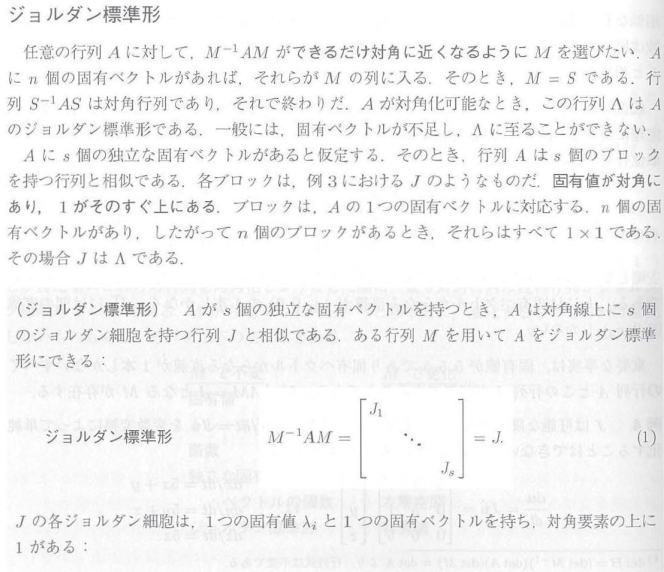 ジョルダン標準形
任意の行列 A に対して，M⁻¹AM ができるだけ対角に近くなるように M を選びたい．A
に n 個の固有ベクトルがあれば，それらが M の列に入る．そのとき，M = S である．行
列 S⁻¹AS は対角行列であり，それで終わりだ．A が対角化可能なとき，この行列 Λ は A
のジョルダン標準形である．一般には，固有ベクトルが不足し，Λ に至ることができない．
A に s 個の独立な固有ベクトルがあると仮定する．そのとき，行列 A は s 個のブロック
を持つ行列と相似である．各ブロックは，例 3 における J のようなものだ．固有値が対角に
あり，1 がそのすぐ上にある．ブロックは，A の 1 つの固有ベクトルに対応する．n 個の固
有ベクトルがあり，したがって n 個のブロックがあるとき，それらはすべて 1 × 1 である．
その場合 J は Λ である．
（ジョルダン標準形） A が s 個の独立な固有ベクトルを持つとき，A は対角線上に s 個
のジョルダン細胞を持つ行列 J と相似である．ある行列 M を用いて A をジョルダン標準
形にできる：
ジョルダン標準形 M⁻¹AM = [J₁ ⋱ Jₛ] = J.
J の各ジョルダン細胞は，1 つの固有値 λᵢ と 1 つの固有ベクトルを持ち，対角要素の上に
1 がある：